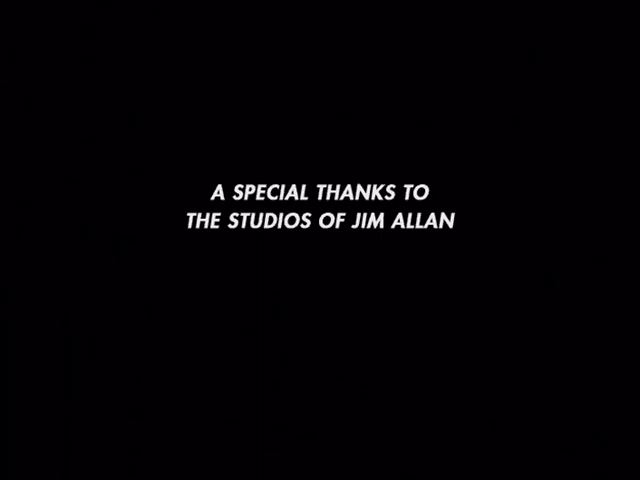 A SPECIAL THANKS TO
THE STUDIOS OF JIM ALLAN